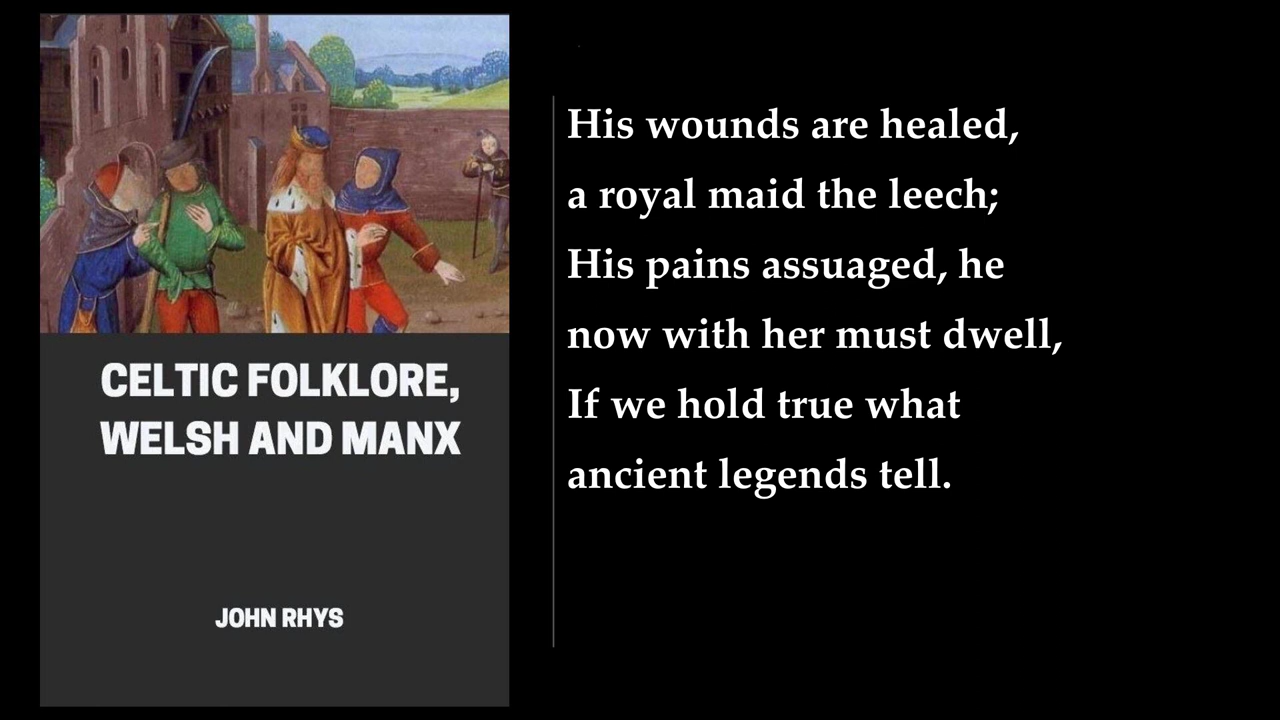 CELTIC FOLKLORE,
WELSH AND MANX
JOHN RHYS
His wounds are healed,
a royal maid the leech;
His pains assuaged, he
now with her must dwell,
If we hold true what
ancient legends tell.